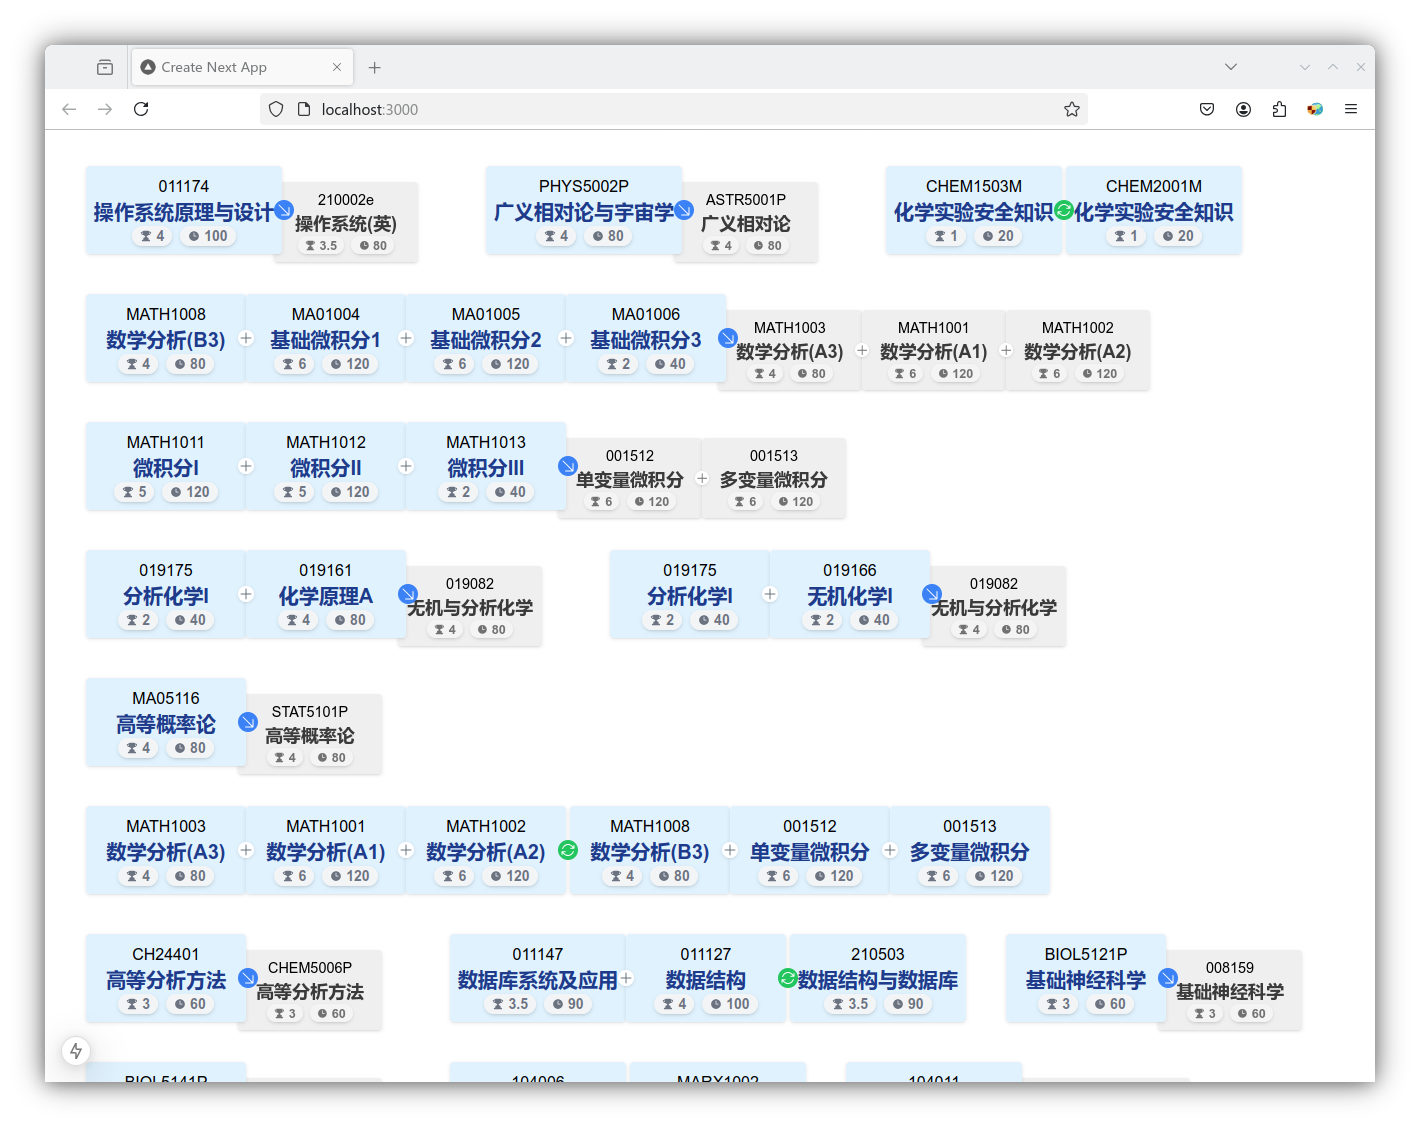 Create Next App
localhost:3000
011174
操作系统原理与设计
4 100
210002e
操作系统(英)
3.5 80
PHYS5002P
广义相对论与宇宙学
4 80
ASTR5001P
广义相对论
4 80
CHEM1503M
化学实验安全知识
1 20
CHEM2001M
化学实验安全知识
1 20
MATH1008
数学分析(B3)
4 80
MA01004
基础微积分1
6 120
MA01005
基础微积分2
6 120
MA01006
基础微积分3
2 40
MATH1003
数学分析(A3)
4 80
MATH1001
数学分析(A1)
6 120
MATH1002
数学分析(A2)
6 120
MATH1011
微积分I
5 120
MATH1012
微积分II
5 120
MATH1013
微积分III
2 40
001512
单变量微积分
6 120
001513
多变量微积分
6 120
019175
分析化学I
2 40
019161
化学原理A
4 80
019082
无机与分析化学
4 80
019175
分析化学I
2 40
019166
无机化学I
2 40
019082
无机与分析化学
4 80
MA05116
高等概率论
4 80
STAT5101P
高等概率论
4 80
MATH1003
数学分析(A3)
4 80
MATH1001
数学分析(A1)
6 120
MATH1002
数学分析(A2)
6 120
MATH1008
数学分析(B3)
4 80
001512
单变量微积分
6 120
001513
多变量微积分
6 120
CH24401
高等分析方法
3 60
CHEM5006P
高等分析方法
3 60
011147
数据库系统及应用
3.5 90
011127
数据结构
4 100
210503
数据结构与数据库
3.5 90
BIOL5121P
基础神经科学
3 60
008159
基础神经科学
3 60
BIOL5141P
104006
MARX1002
104011